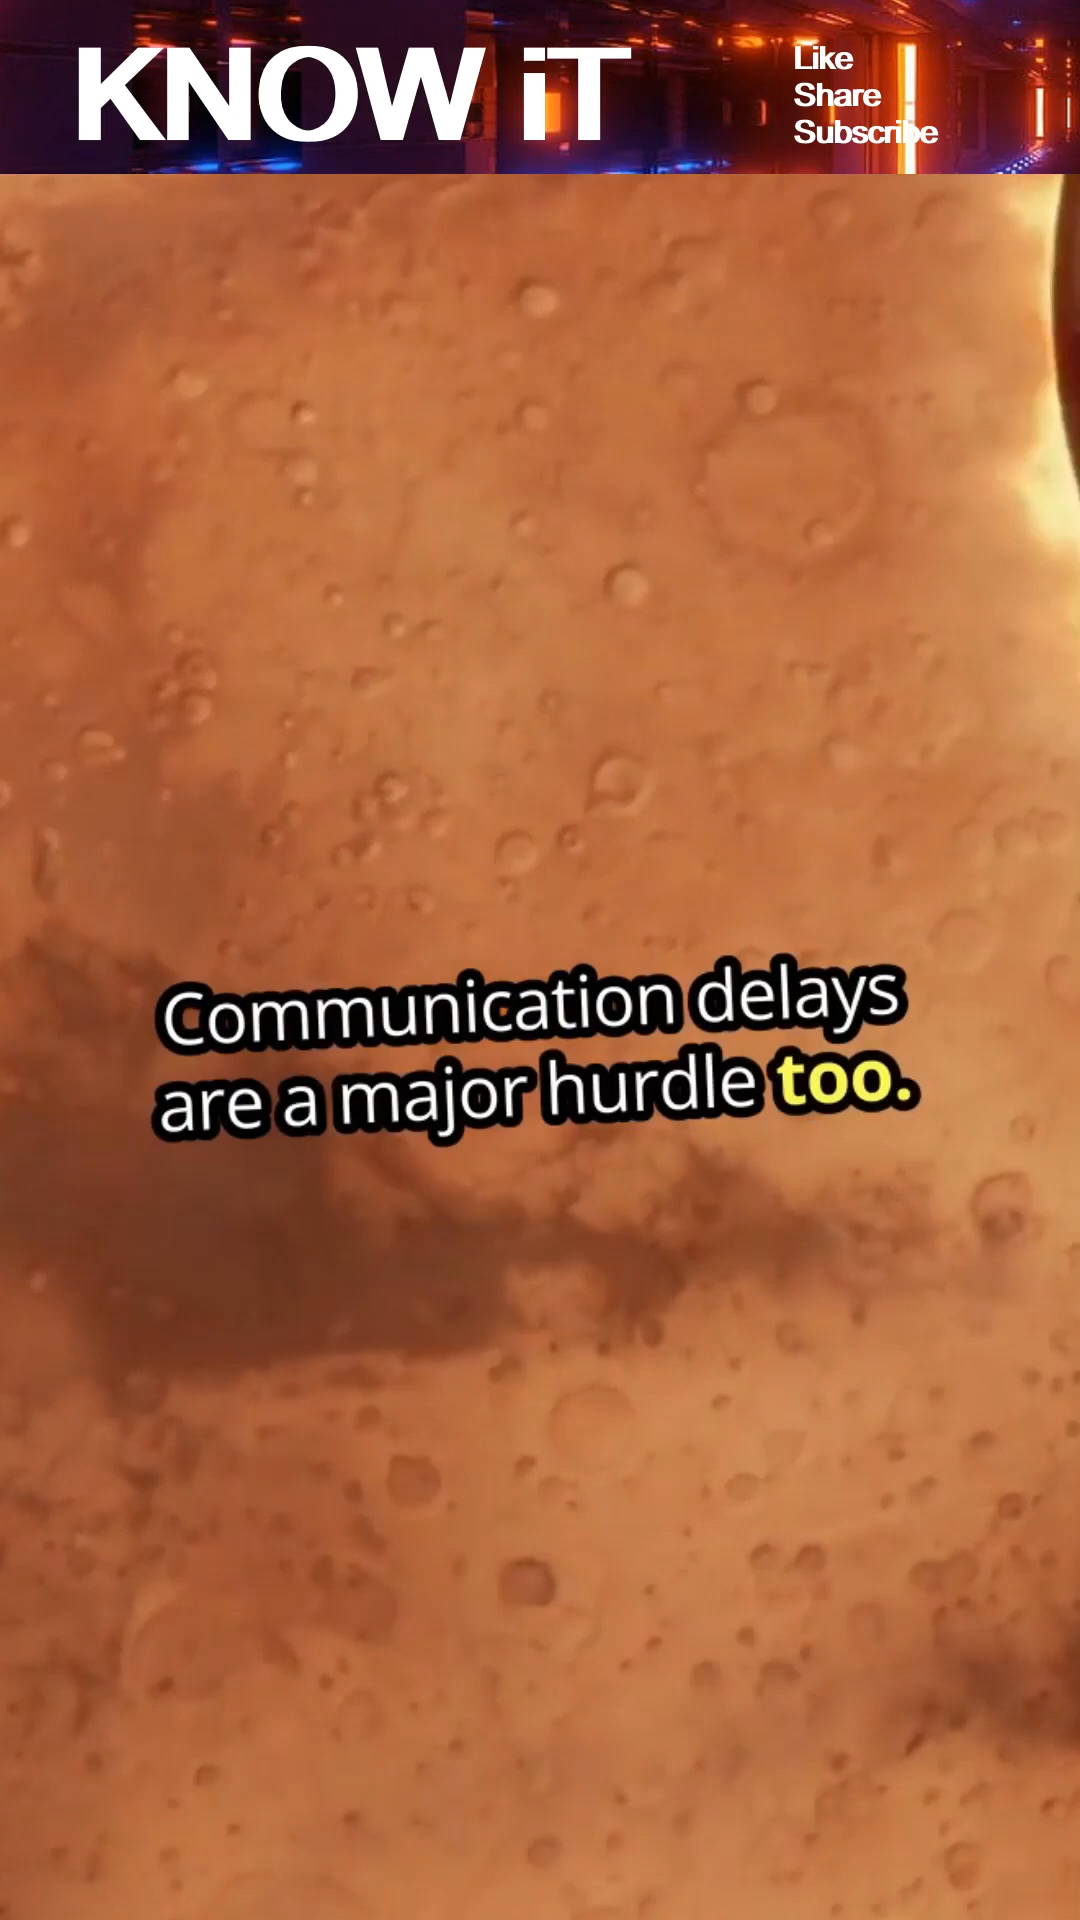 KNOW iT
Like
Share
Subscribe
Communication delays
are a major hurdle too.